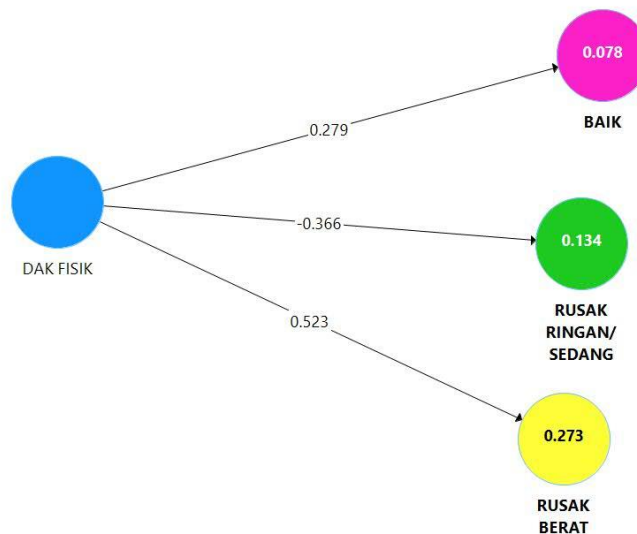 0.078
BAIK
0.279
DAK FISIK
-0.366
0.134
RUSAK
RINGAN/
SEDANG
0.523
0.273
RUSAK
BERAT